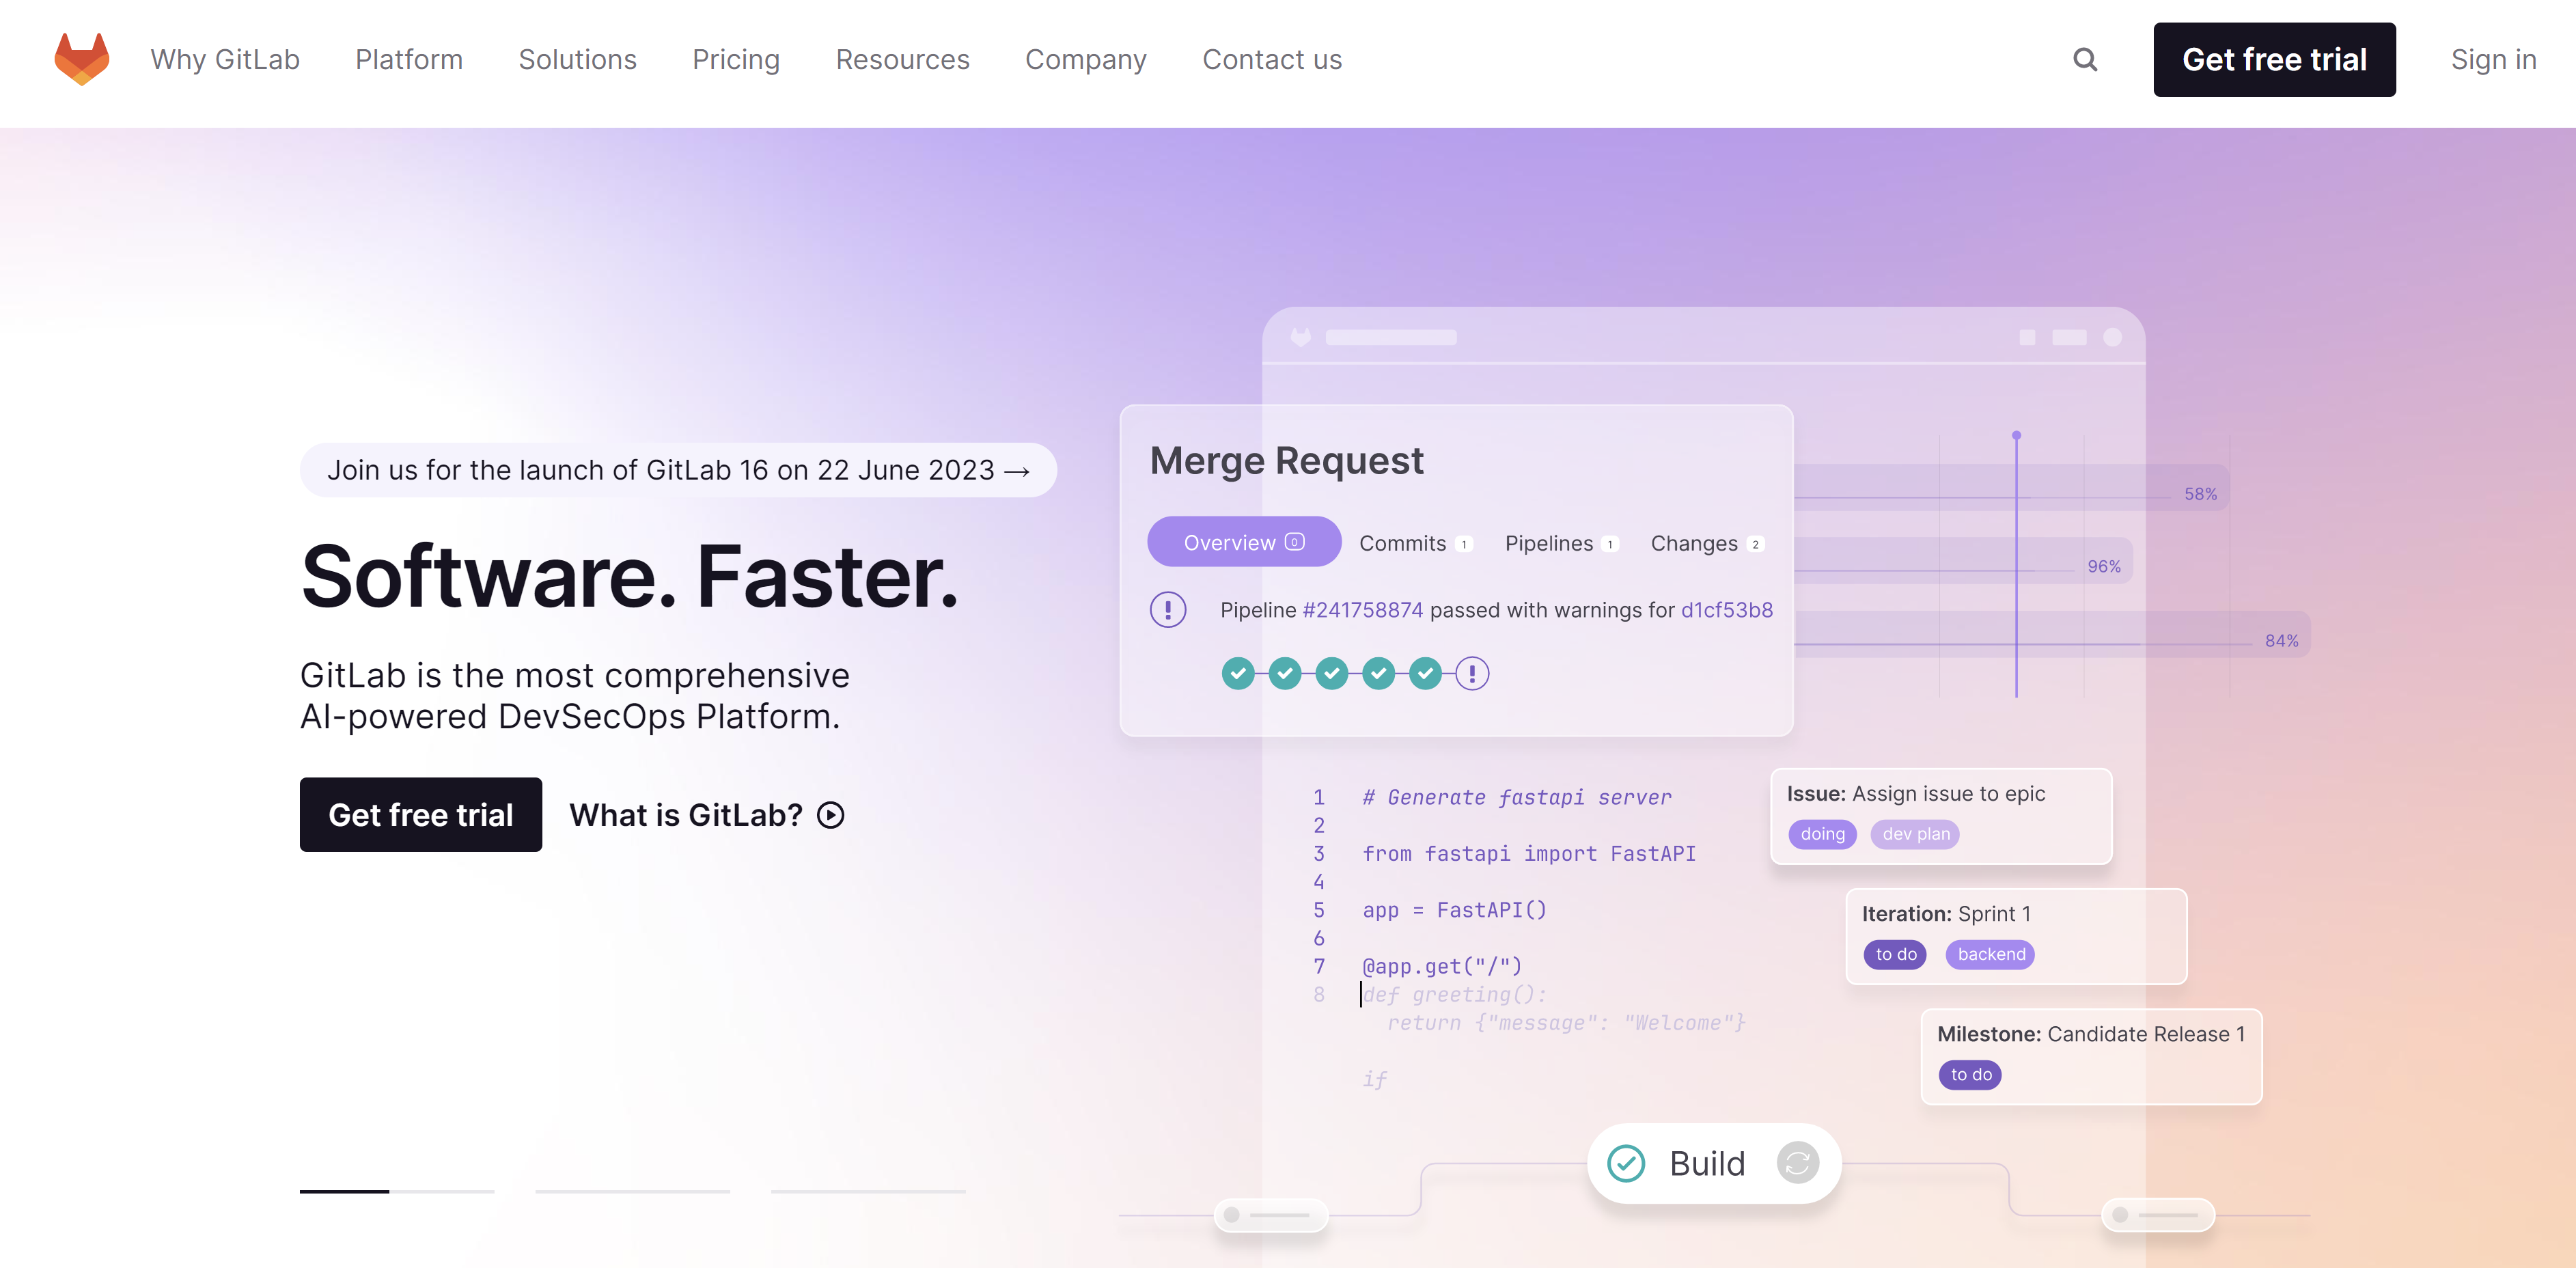 Why GitLab Platform Solutions Pricing Resources Company Contact us Get free trial Sign in
Join us for the launch of GitLab 16 on 22 June 2023 →
Software. Faster.
GitLab is the most comprehensive
AI-powered DevSecOps Platform.
Get free trial What is GitLab?
Merge Request
Overview 0 Commits 1 Pipelines 1 Changes 2
Pipeline #241758874 passed with warnings for d1cf53b8
58%
96%
84%
1 # Generate fastapi server
2
3 from fastapi import FastAPI
4
5 app = FastAPI()
6
7 @app.get("/")
8 def greeting():
return {"message": "Welcome"}
if
Issue: Assign issue to epic
doing dev plan
Iteration: Sprint 1
to do backend
Milestone: Candidate Release 1
to do
Build